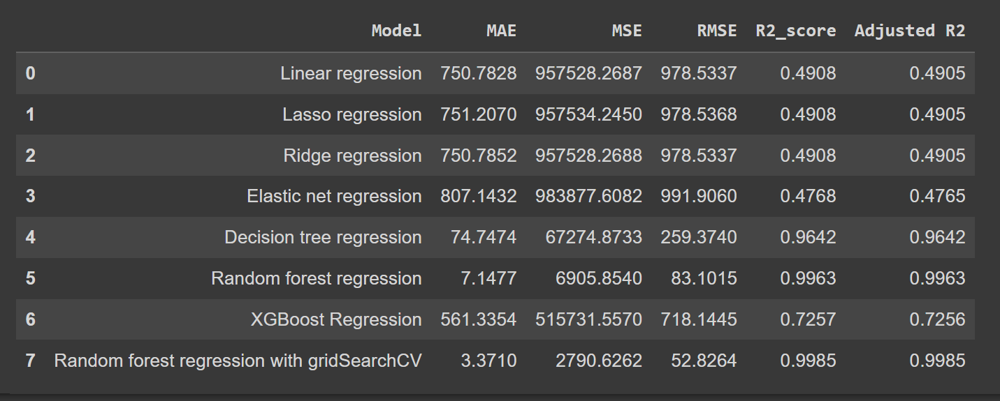 Model MAE MSE RMSE R2_score Adjusted R2
0 Linear regression 750.7828 957528.2687 978.5337 0.4908 0.4905
1 Lasso regression 751.2070 957534.2450 978.5368 0.4908 0.4905
2 Ridge regression 750.7852 957528.2688 978.5337 0.4908 0.4905
3 Elastic net regression 807.1432 983877.6082 991.9060 0.4768 0.4765
4 Decision tree regression 74.7474 67274.8733 259.3740 0.9642 0.9642
5 Random forest regression 7.1477 6905.8540 83.1015 0.9963 0.9963
6 XGBoost Regression 561.3354 515731.5570 718.1445 0.7257 0.7256
7 Random forest regression with gridSearchCV 3.3710 2790.6262 52.8264 0.9985 0.9985